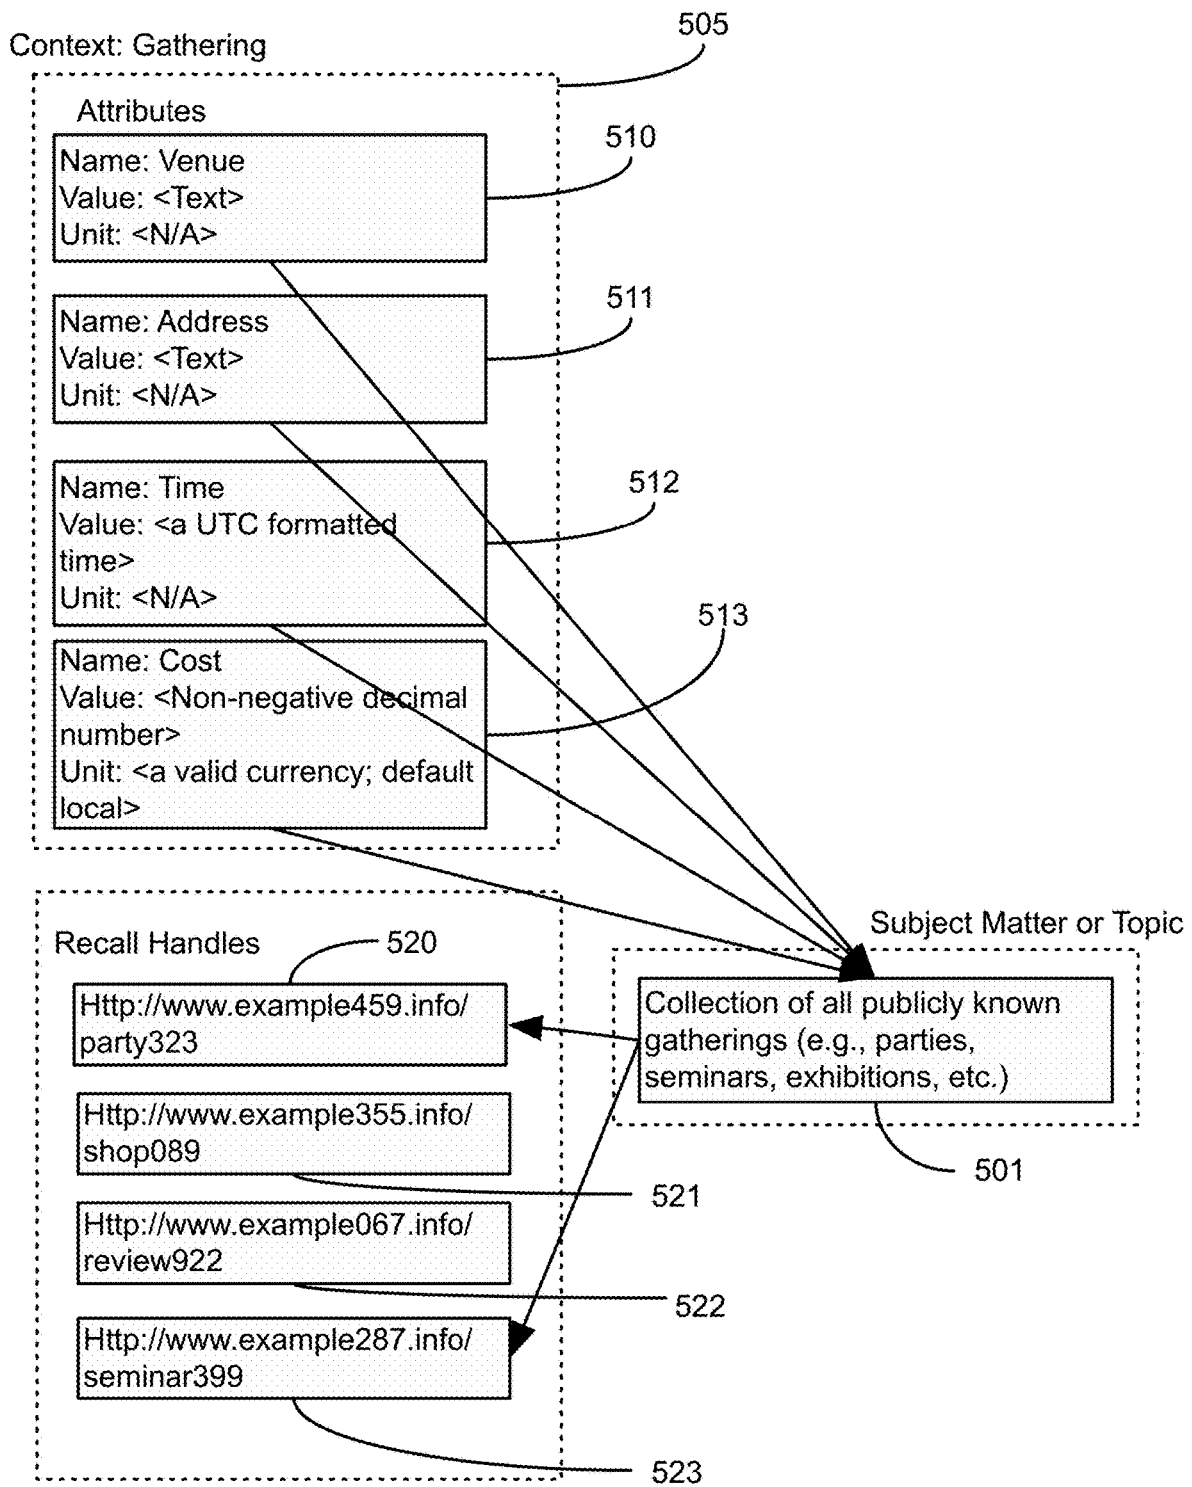 505
Context: Gathering
Attributes
510
Name: Venue
Value: <Text>
Unit: <N/A>
511
Name: Address
Value: <Text>
Unit: <N/A>
512
Name: Time
Value: <a UTC formatted
time>
Unit: <N/A>
513
Name: Cost
Value: <Non-negative decimal
number>
Unit: <a valid currency; default
local>
Subject Matter or Topic
Recall Handles
520
Http://www.example459.info/
party323
Collection of all publicly known
gatherings (e.g., parties,
seminars, exhibitions, etc.)
501
Http://www.example355.info/
shop089
521
Http://www.example067.info/
review922
522
Http://www.example287.info/
seminar399
523